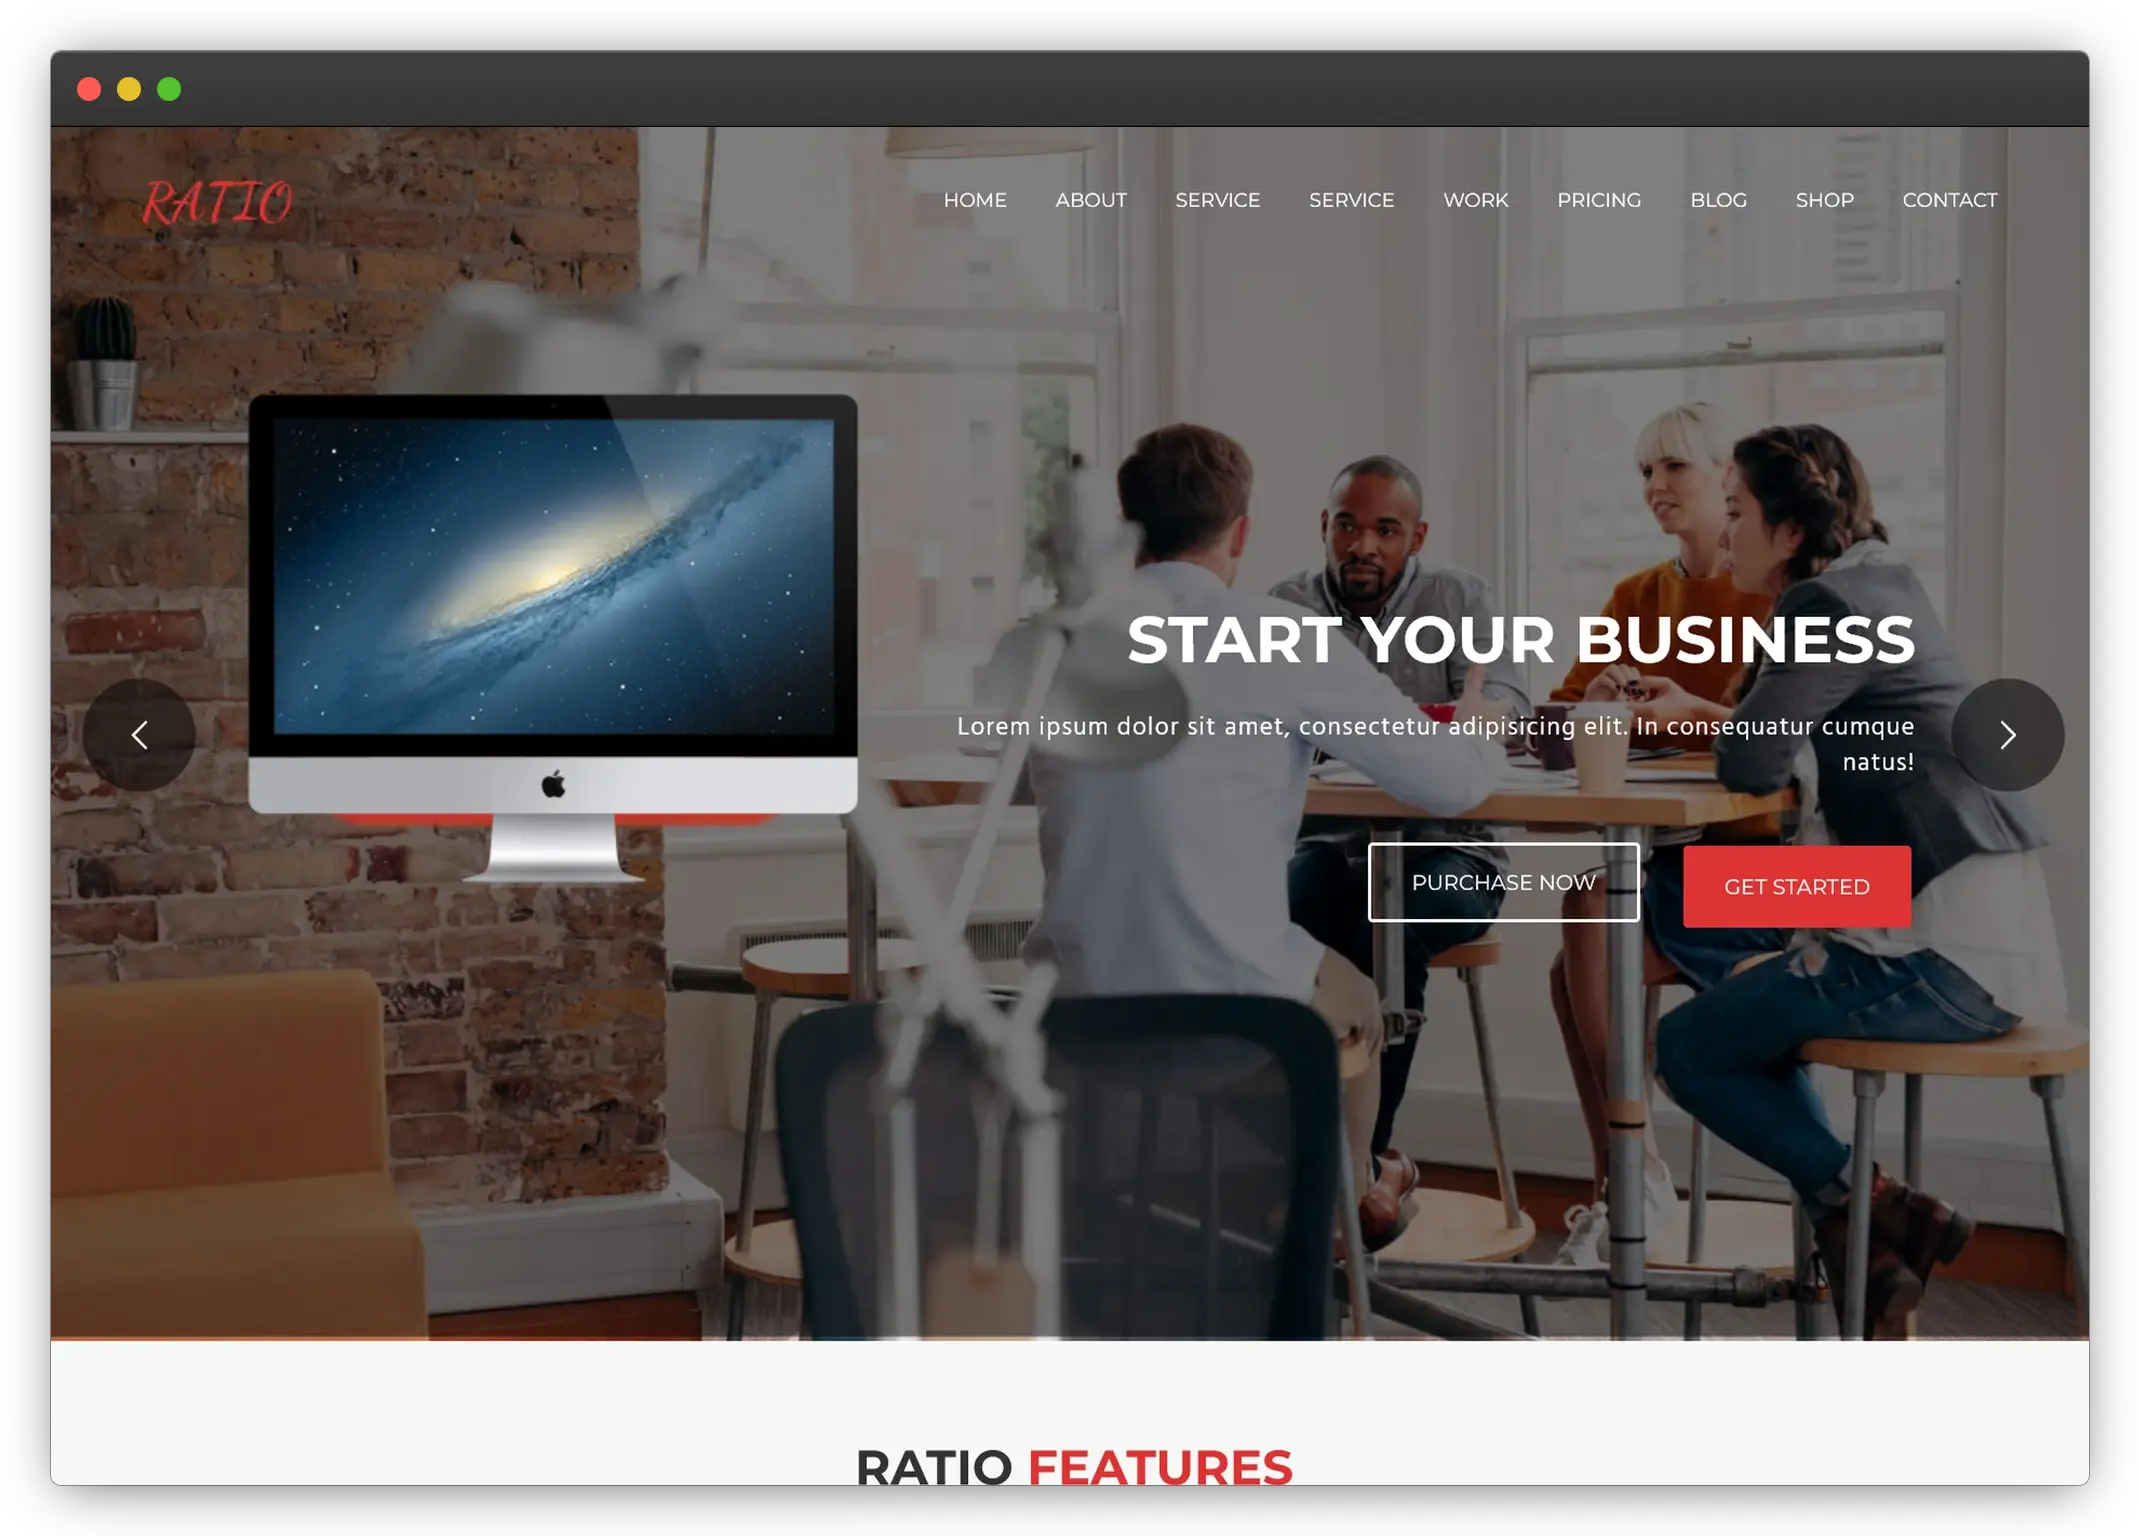 RATIO
HOME ABOUT SERVICE SERVICE WORK PRICING BLOG SHOP CONTACT
START YOUR BUSINESS
Lorem ipsum dolor sit amet, consectetur adipisicing elit. In consequatur cumque
natus!
PURCHASE NOW GET STARTED
RATIO FEATURES